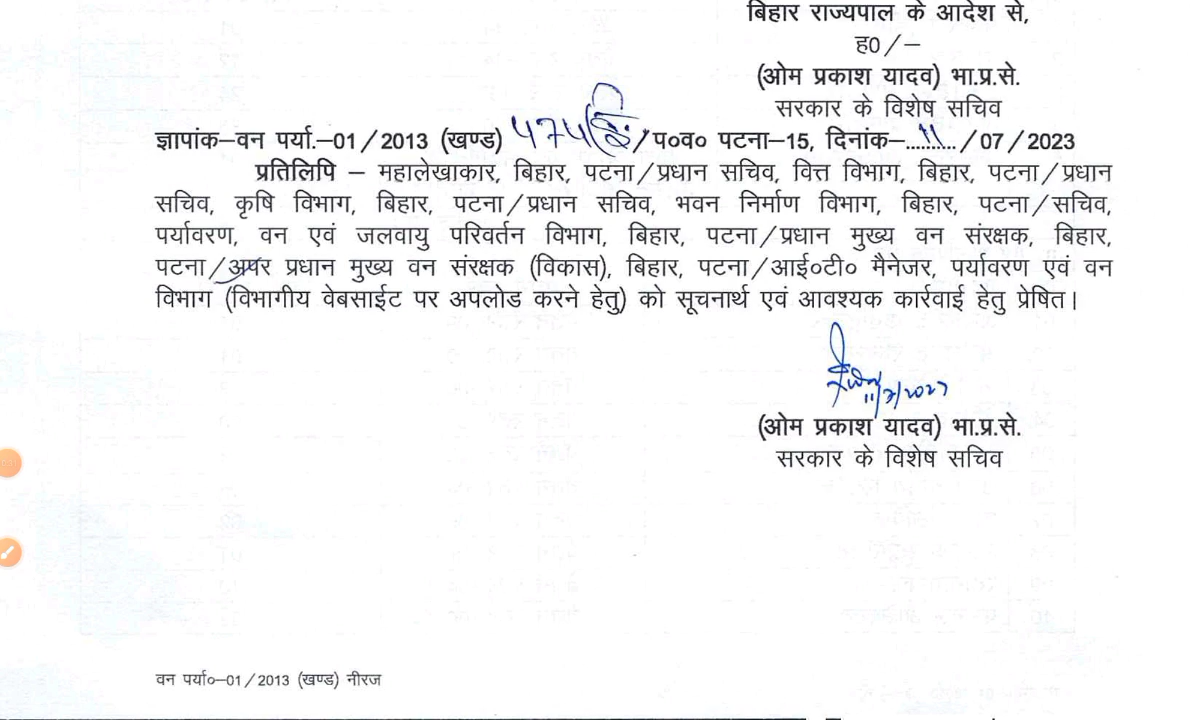 बिहार राज्यपाल के आदेश से,
ह0/–
(ओम प्रकाश यादव) भा.प्र.से.
सरकार के विशेष सचिव
ज्ञापांक–वन पर्या.–01/2013 (खण्ड) 474(ई)/प०व० पटना–15, दिनांक–...11.../07/2023
प्रतिलिपि – महालेखाकार, बिहार, पटना/प्रधान सचिव, वित्त विभाग, बिहार, पटना/प्रधान
सचिव, कृषि विभाग, बिहार, पटना/प्रधान सचिव, भवन निर्माण विभाग, बिहार, पटना/सचिव,
पर्यावरण, वन एवं जलवायु परिवर्तन विभाग, बिहार, पटना/प्रधान मुख्य वन संरक्षक, बिहार,
पटना/अपर प्रधान मुख्य वन संरक्षक (विकास), बिहार, पटना/आई०टी० मैनेजर, पर्यावरण एवं वन
विभाग (विभागीय वेबसाईट पर अपलोड करने हेतु) को सूचनार्थ एवं आवश्यक कार्रवाई हेतु प्रेषित।
11/7/2023
(ओम प्रकाश यादव) भा.प्र.से.
सरकार के विशेष सचिव
वन पर्या०–01/2013 (खण्ड) नीरज